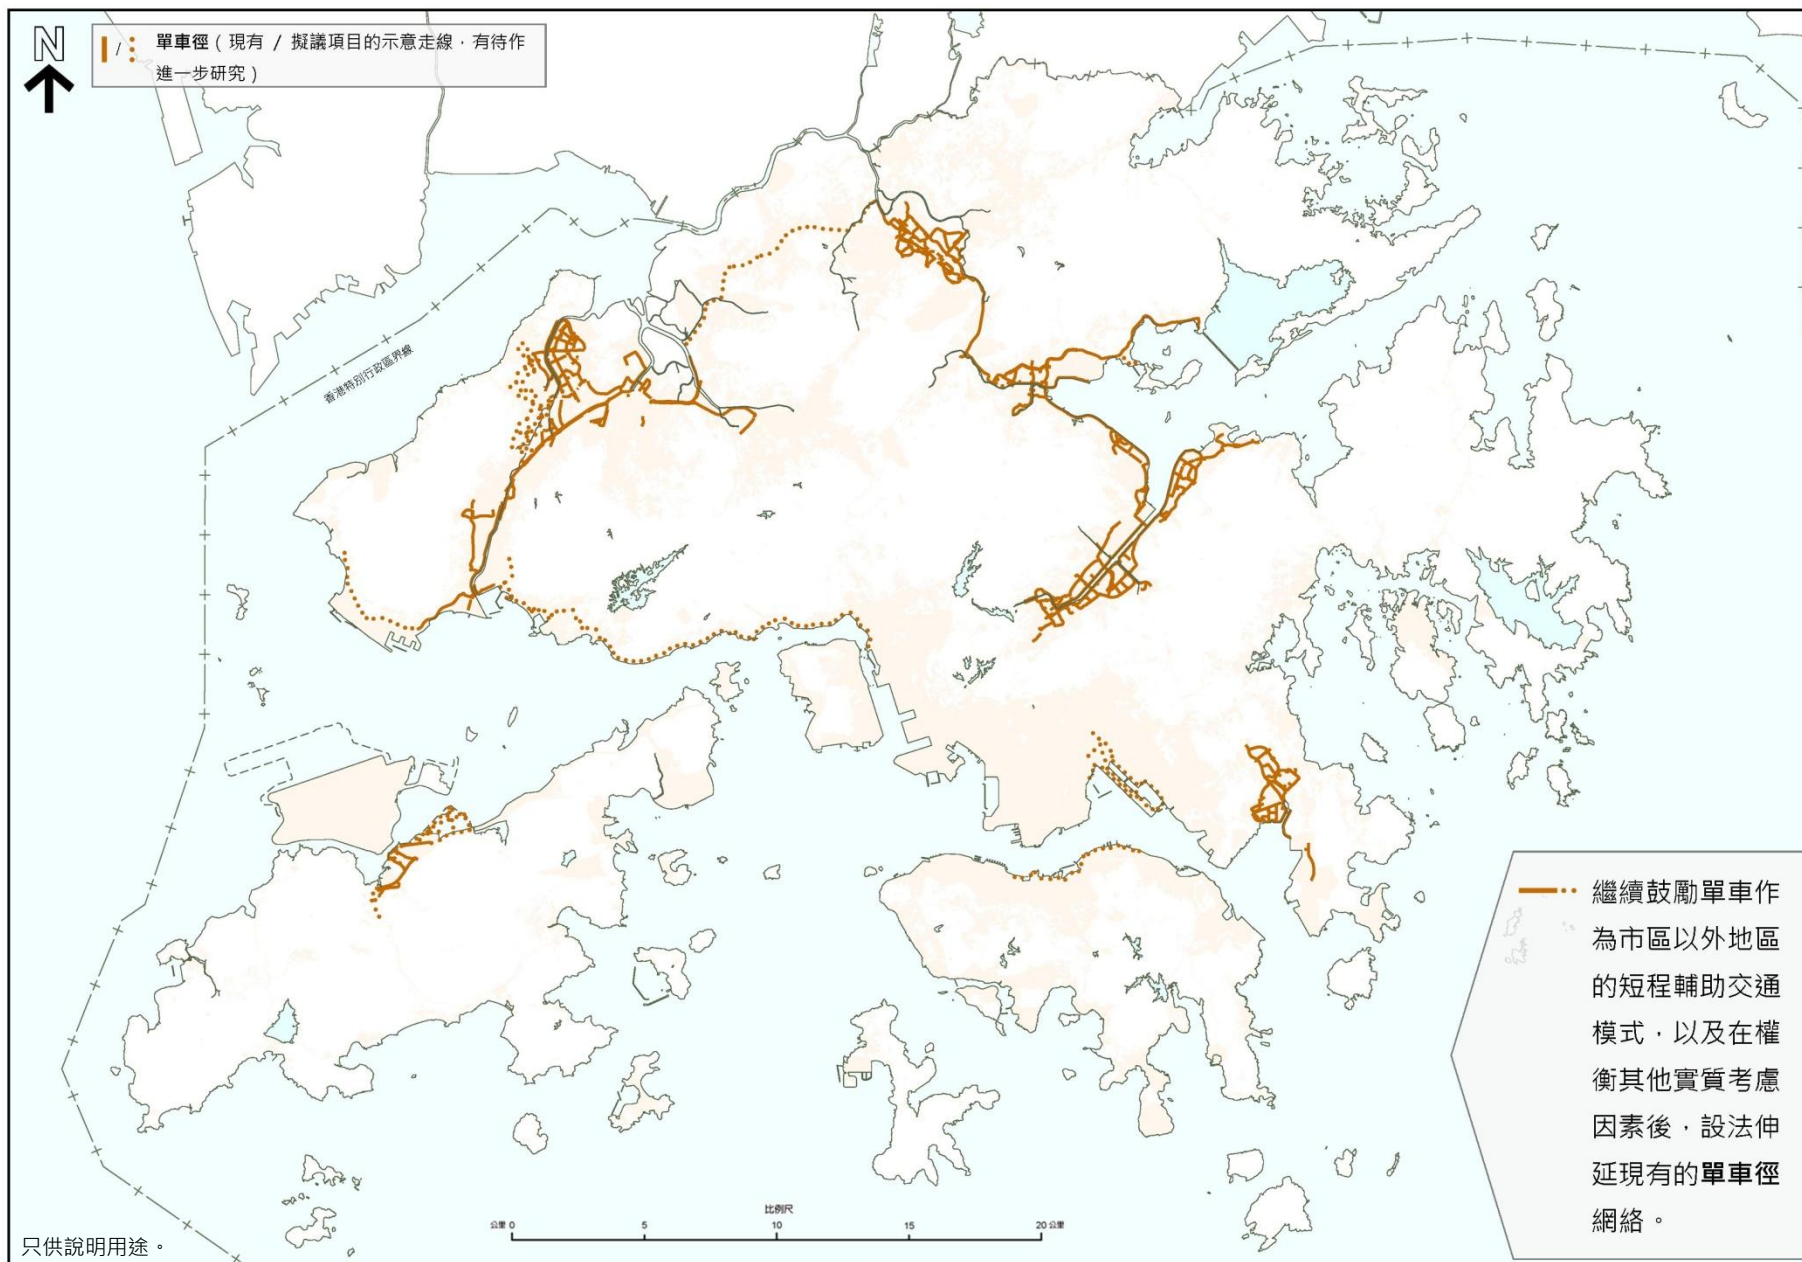 N
/ 單車徑 ( 現有 / 擬議項目的示意走線，有待作
進一步研究 )
香港特別行政區界線
繼續鼓勵單車作
為市區以外地區
的短程輔助交通
模式，以及在權
衡其他實質考慮
因素後，設法伸
延現有的單車徑
網絡。
比例尺
公里 0 5 10 15 20 公里
只供說明用途。